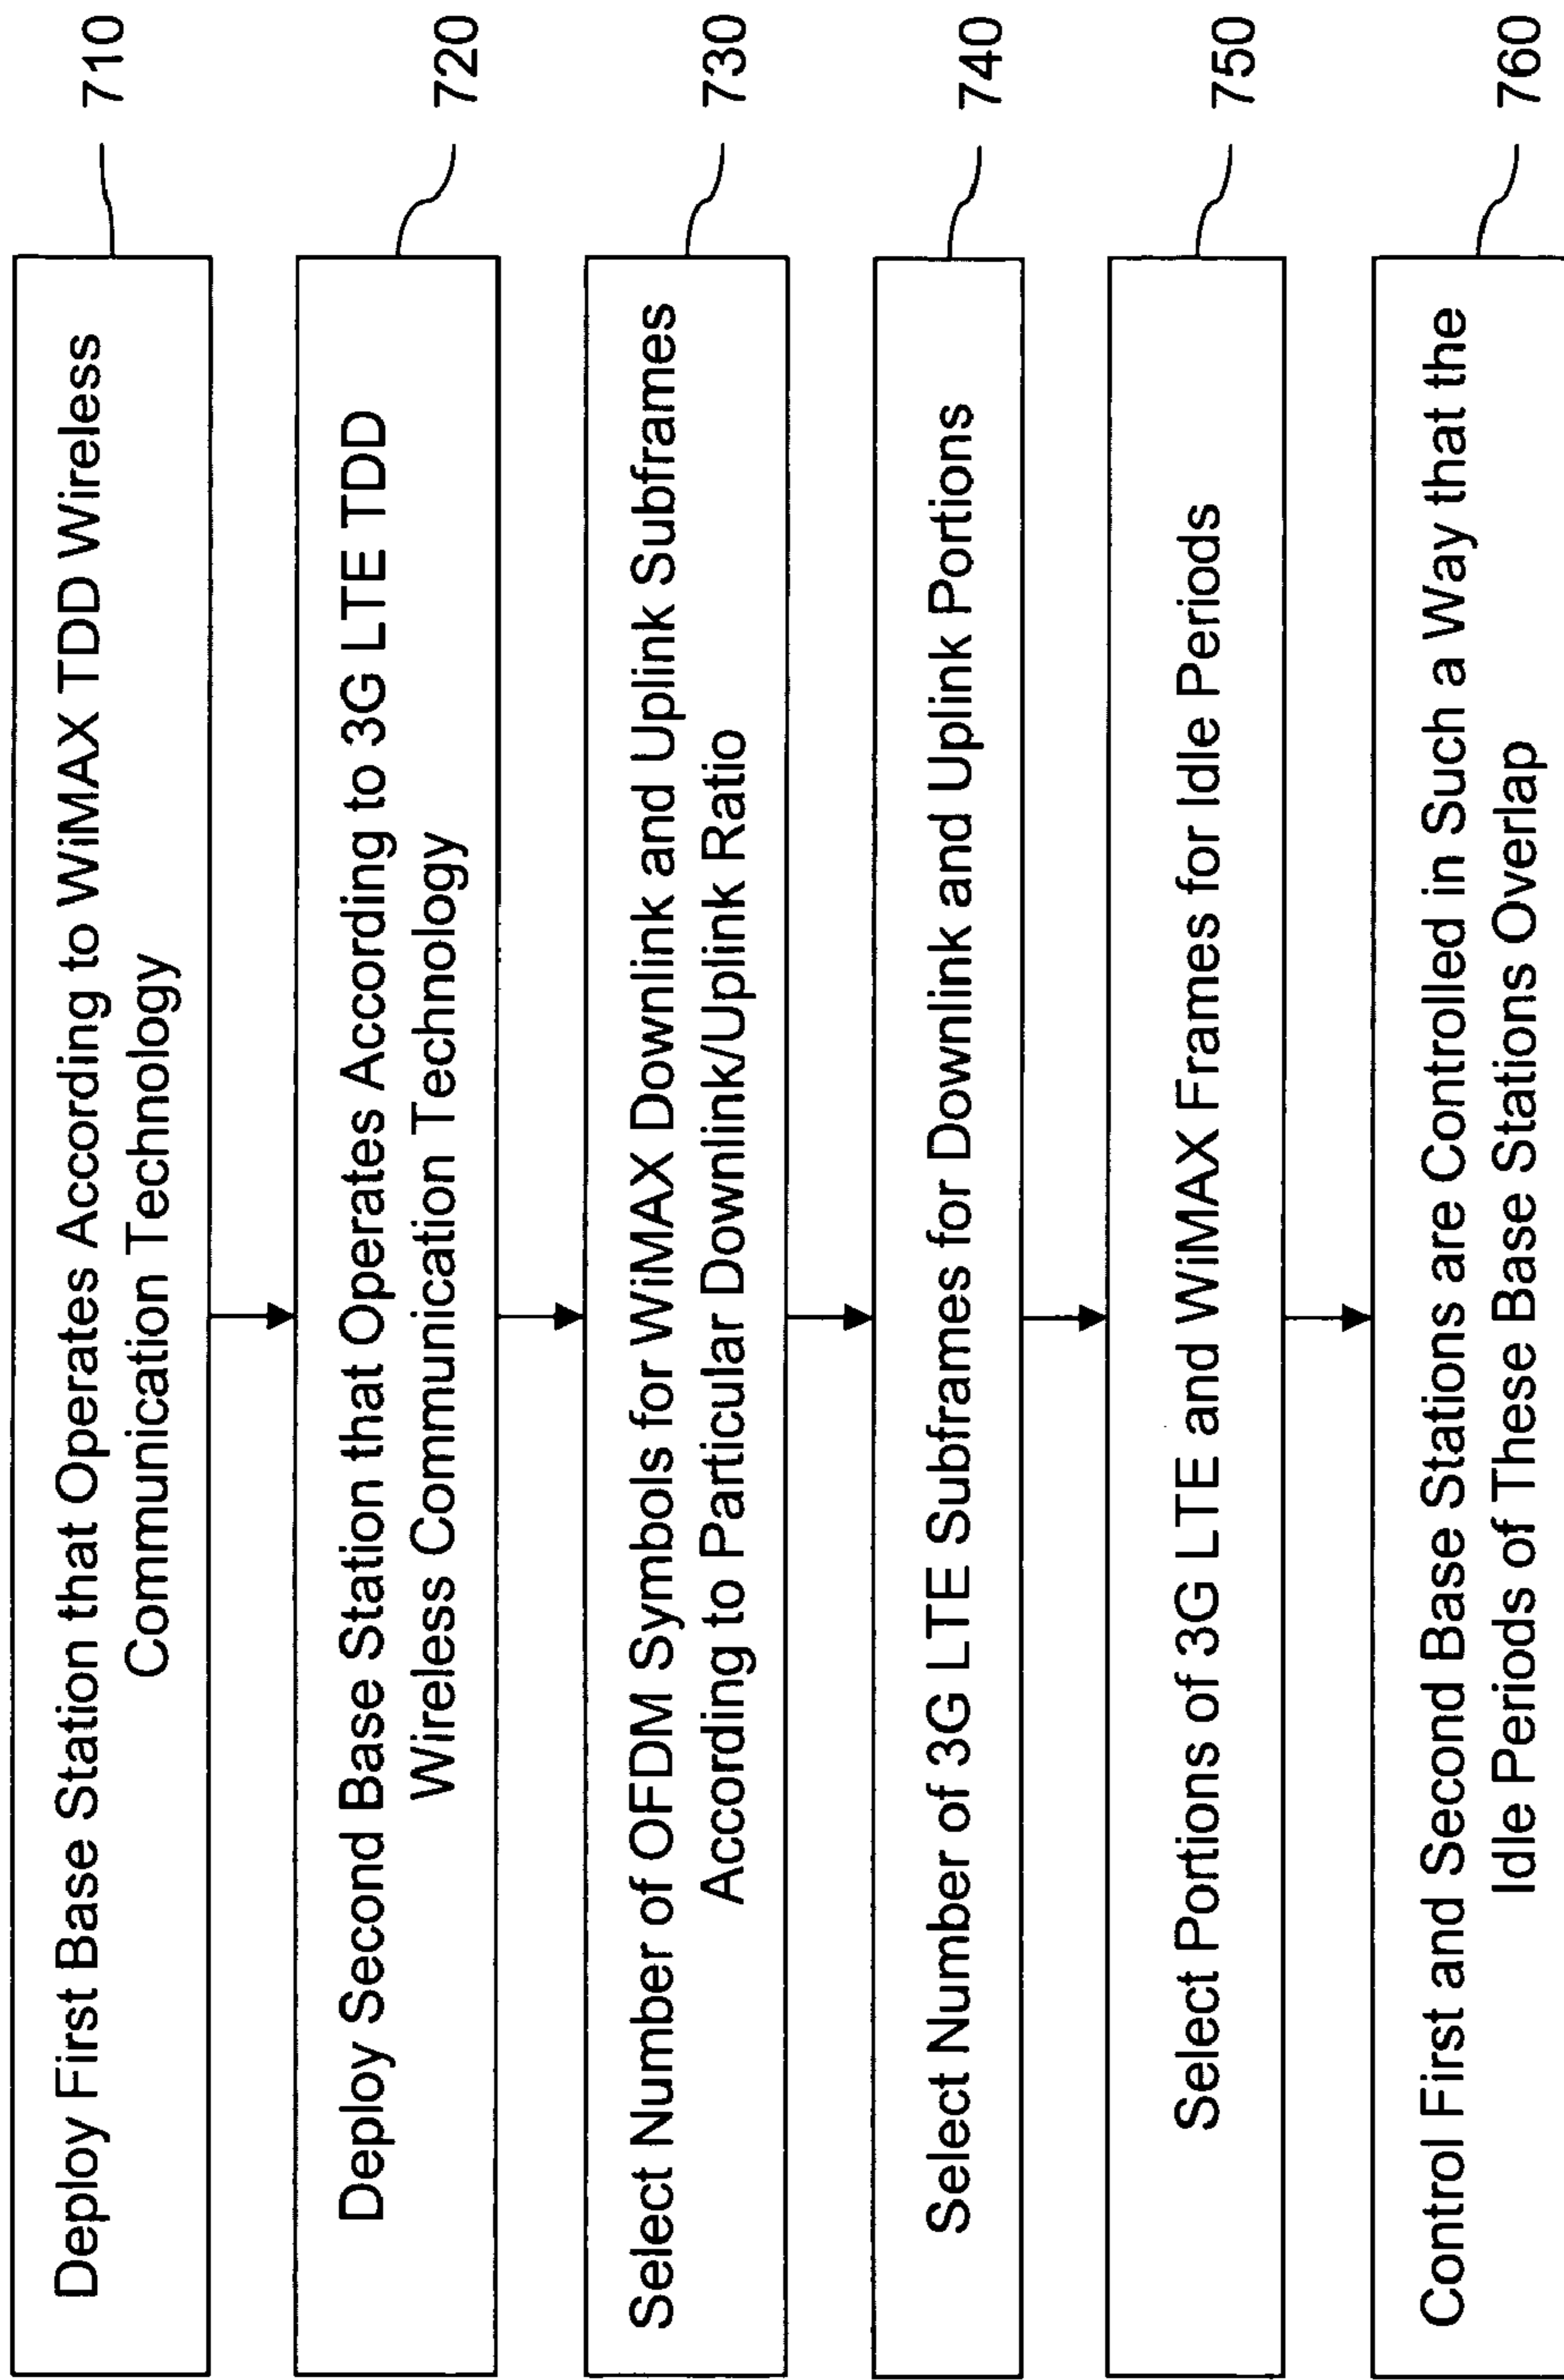 Deploy First Base Station that Operates According to WiMAX TDD Wireless
Communication Technology
710
Deploy Second Base Station that Operates According to 3G LTE TDD
Wireless Communication Technology
720
Select Number of OFDM Symbols for WiMAX Downlink and Uplink Subframes
According to Particular Downlink/Uplink Ratio
730
Select Number of 3G LTE Subframes for Downlink and Uplink Portions
740
Select Portions of 3G LTE and WiMAX Frames for Idle Periods
750
Control First and Second Base Stations are Controlled in Such a Way that the
Idle Periods of These Base Stations Overlap
760